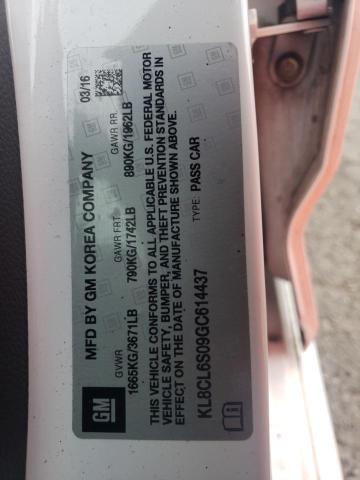 MFD BY GM KOREA COMPANY 03/16
GVWR GAWR FRT GAWR RR
1665KG/3671LB 790KG/1742LB 890KG/1962LB
THIS VEHICLE CONFORMS TO ALL APPLICABLE U.S. FEDERAL MOTOR
VEHICLE SAFETY, BUMPER, AND THEFT PREVENTION STANDARDS IN
EFFECT ON THE DATE OF MANUFACTURE SHOWN ABOVE.
TYPE: PASS CAR
KL8CL6S09GC614437
GM